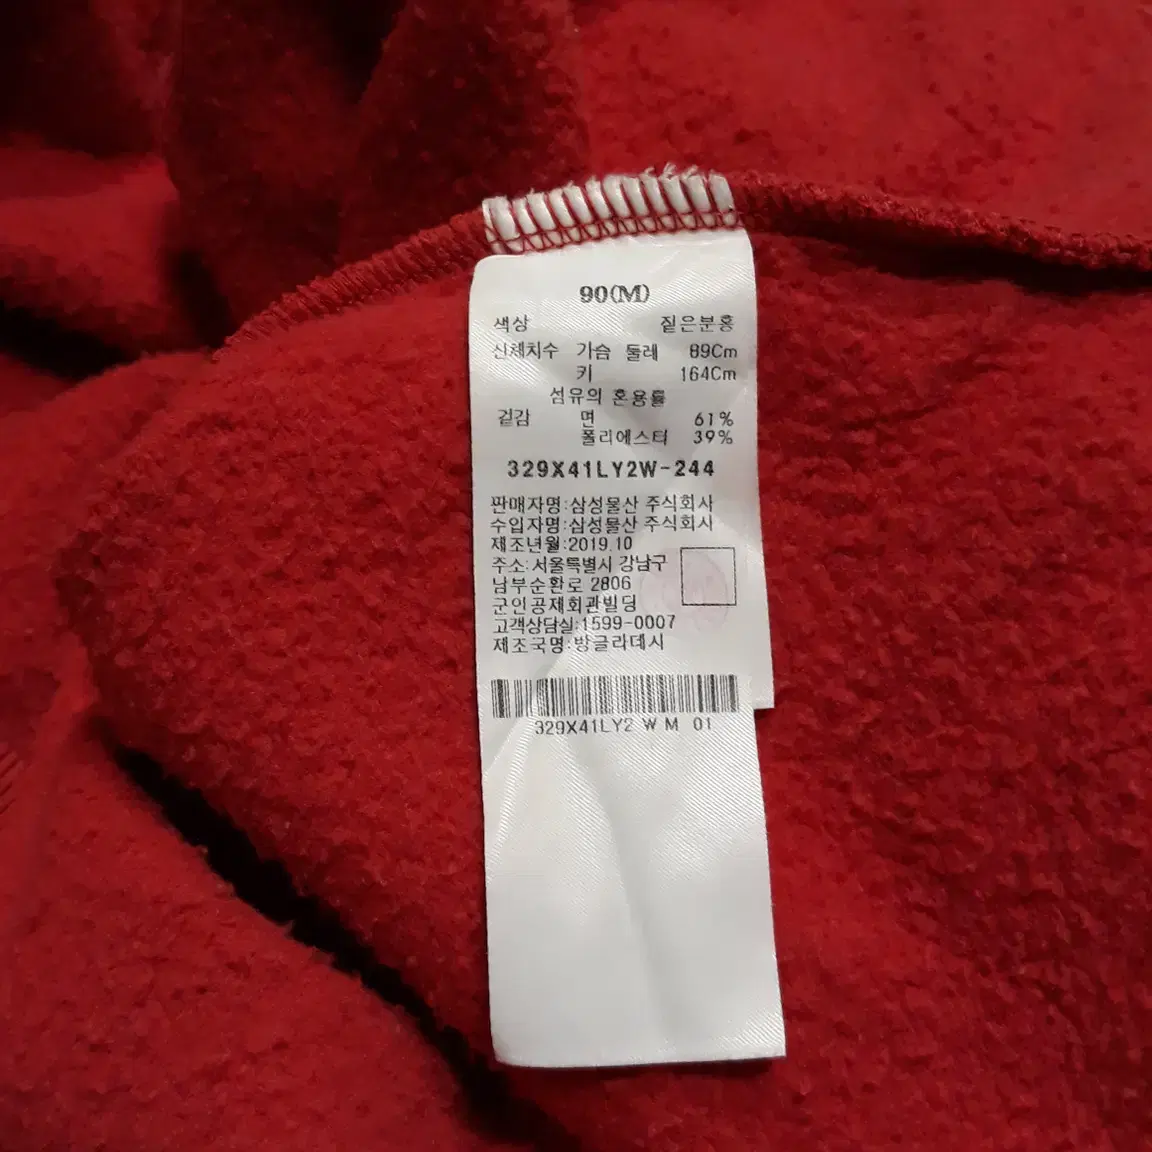 90(M)
색상 짙은분홍
신체치수 가슴 둘레 89Cm
키 164Cm
섬유의 혼용률
겉감 면 61%
폴리에스터 39%
329X41LY2W-244
판매자명:삼성물산 주식회사
수입자명:삼성물산 주식회사
제조년월:2019.10
주소:서울특별시 강남구
남부순환로 2806
군인공제회관빌딩
고객상담실:1599-0007
제조국명:방글라데시
329X41LY2 W M 01